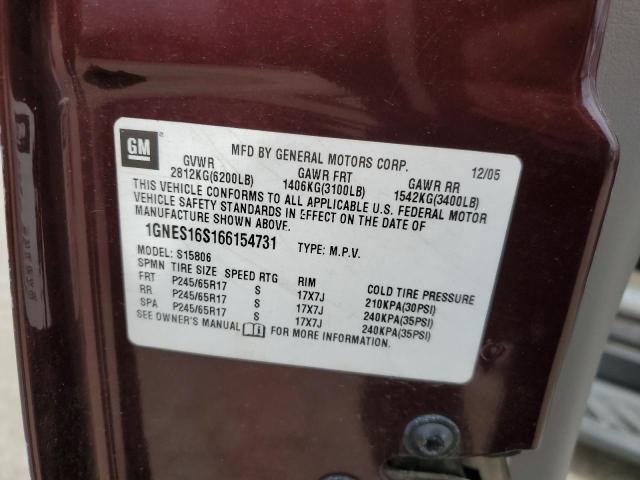 GM
MFD BY GENERAL MOTORS CORP. 12/05
GVWR GAWR FRT GAWR RR
2812KG(6200LB) 1406KG(3100LB) 1542KG(3400LB)
THIS VEHICLE CONFORMS TO ALL APPLICABLE U.S. FEDERAL MOTOR
VEHICLE SAFETY STANDARDS IN EFFECT ON THE DATE OF
MANUFACTURE SHOWN ABOVE.
1GNES16S166154731 TYPE: M.P.V.
MODEL: S15806
SPMN TIRE SIZE SPEED RTG RIM COLD TIRE PRESSURE
FRT P245/65R17 S 17X7J 210KPA(30PSI)
RR P245/65R17 S 17X7J 240KPA(35PSI)
SPA P245/65R17 S 17X7J 240KPA(35PSI)
SEE OWNER'S MANUAL FOR MORE INFORMATION.